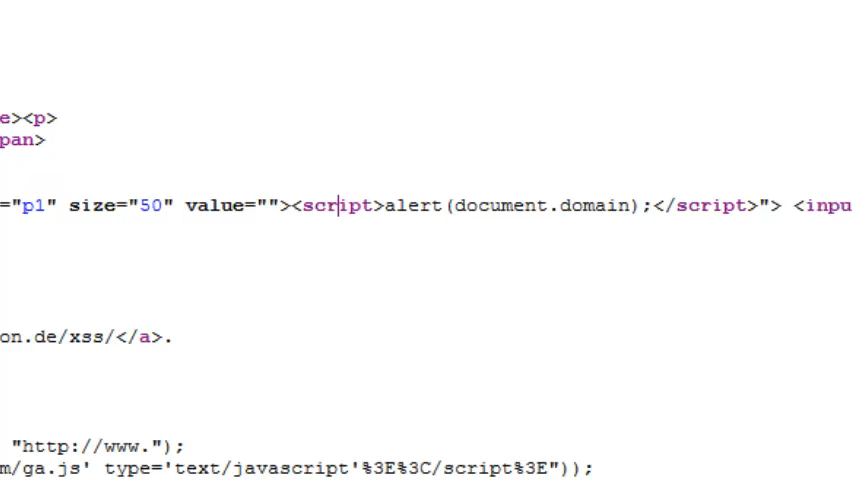 e><p>
pan>
="p1" size="50" value=""><script>alert(document.domain);</script>"> <inpu
on.de/xss/</a>.
"http://www.");
m/ga.js' type='text/javascript'%3E%3C/script%3E"));